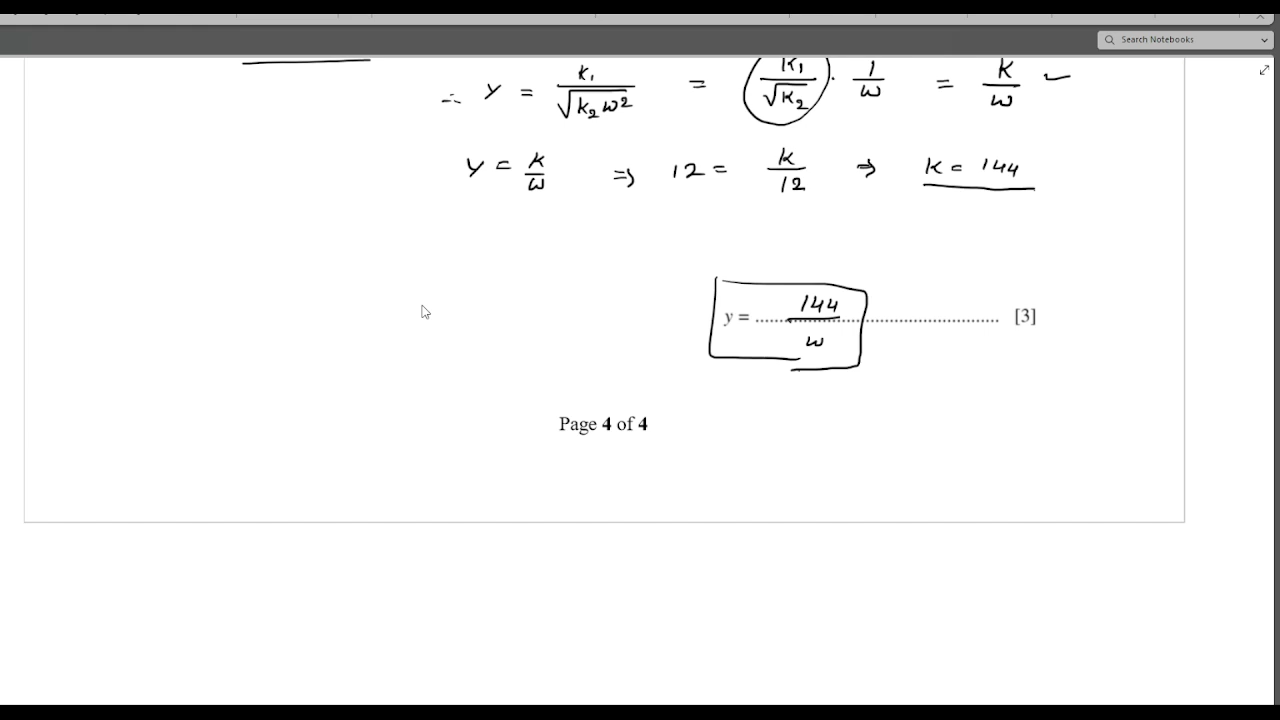 Search Notebooks
∴ y = k₁/√(k₂w²) = k₁/√k₂ · 1/w = k/w ✓
y = k/w ⇒ 12 = k/12 ⇒ k = 144
y = ........ 144/w ........ [3]
Page 4 of 4